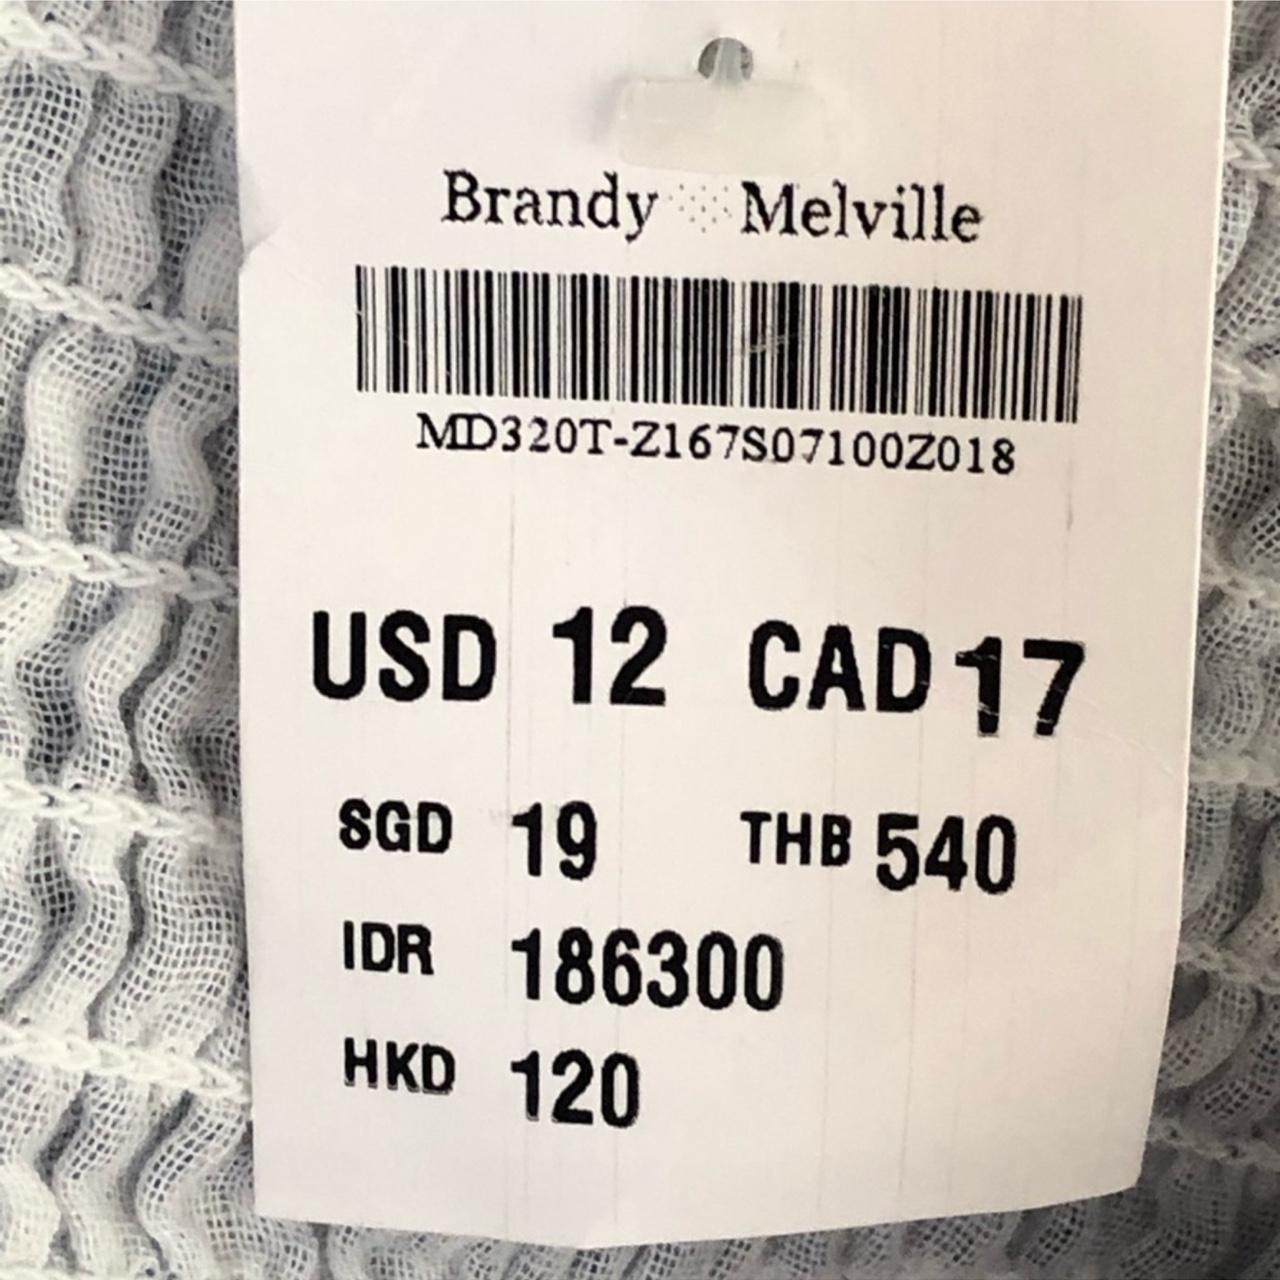 Brandy Melville
MD320T-Z167S07100Z018
USD 12 CAD 17
SGD 19 THB 540
IDR 186300
HKD 120